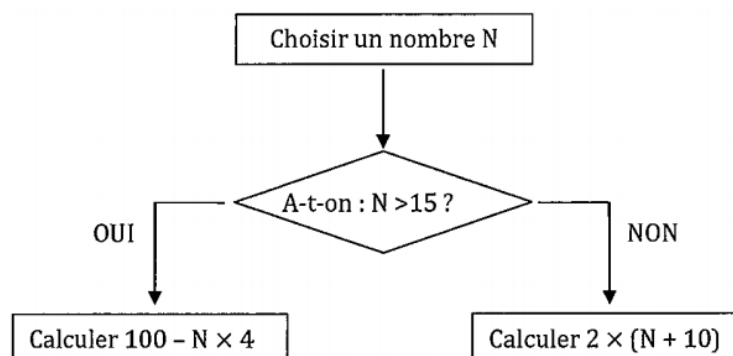 Choisir un nombre N
A-t-on : N >15 ?
OUI
NON
Calculer 100 – N × 4
Calculer 2 × (N + 10)